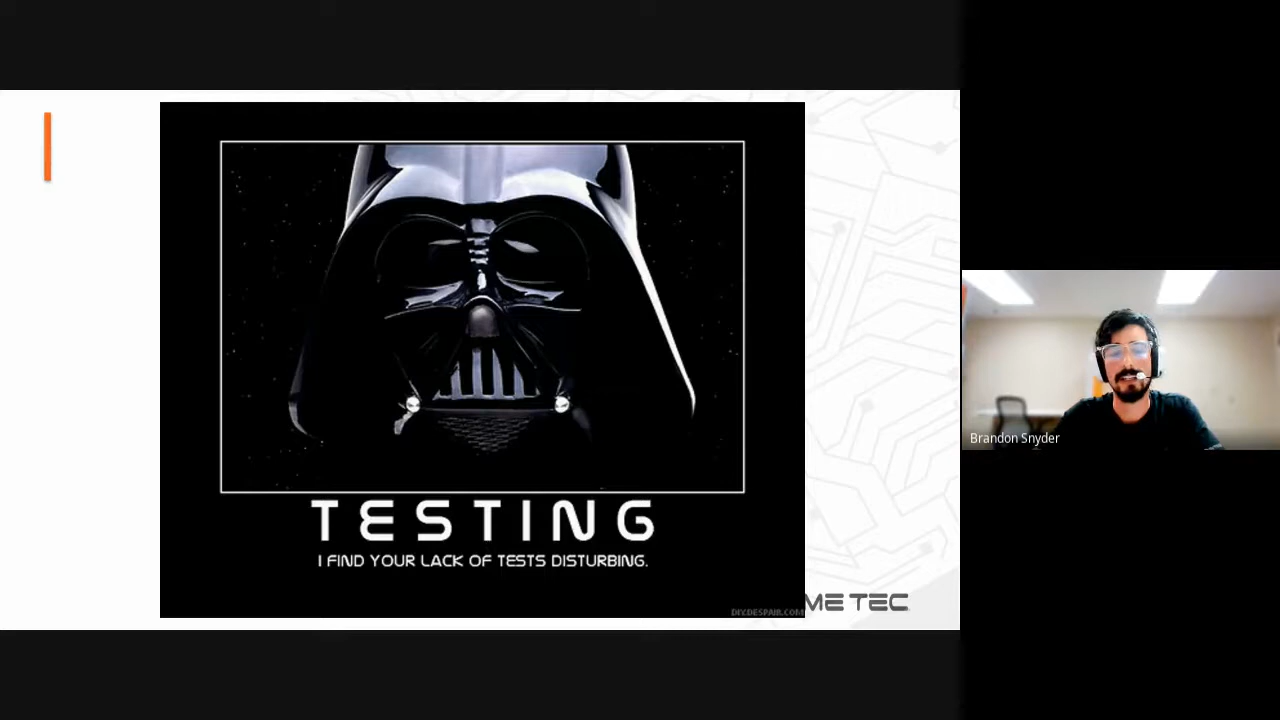 TESTING
I FIND YOUR LACK OF TESTS DISTURBING.
DIY.DESPAIR.COM
ME TEC
Brandon Snyder